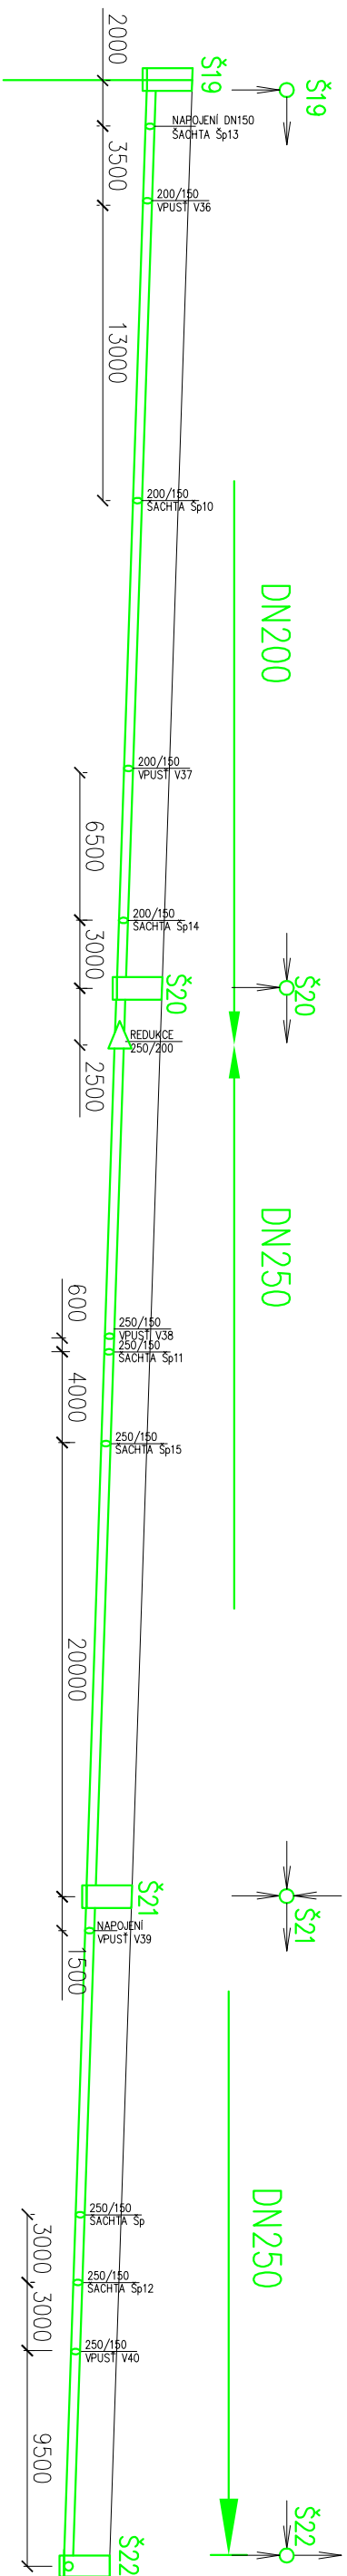 Š19
Š19
2000
NAPOJENÍ DN150
ŠACHTA Šp13
3500
200/150
VPUSŤ V36
13000
200/150
ŠACHTA Šp10
DN200
200/150
VPUSŤ V37
6500
200/150
ŠACHTA Šp14
3000
Š20
Š20
REDUKCE
250/200
2500
DN250
600
250/150
VPUSŤ V38
250/150
ŠACHTA Šp11
4000
250/150
ŠACHTA Šp15
20000
Š21
Š21
NAPOJENÍ
VPUSŤ V39
1500
DN250
250/150
ŠACHTA Šp
3000
250/150
ŠACHTA Šp12
3000
250/150
VPUSŤ V40
9500
Š22
Š22